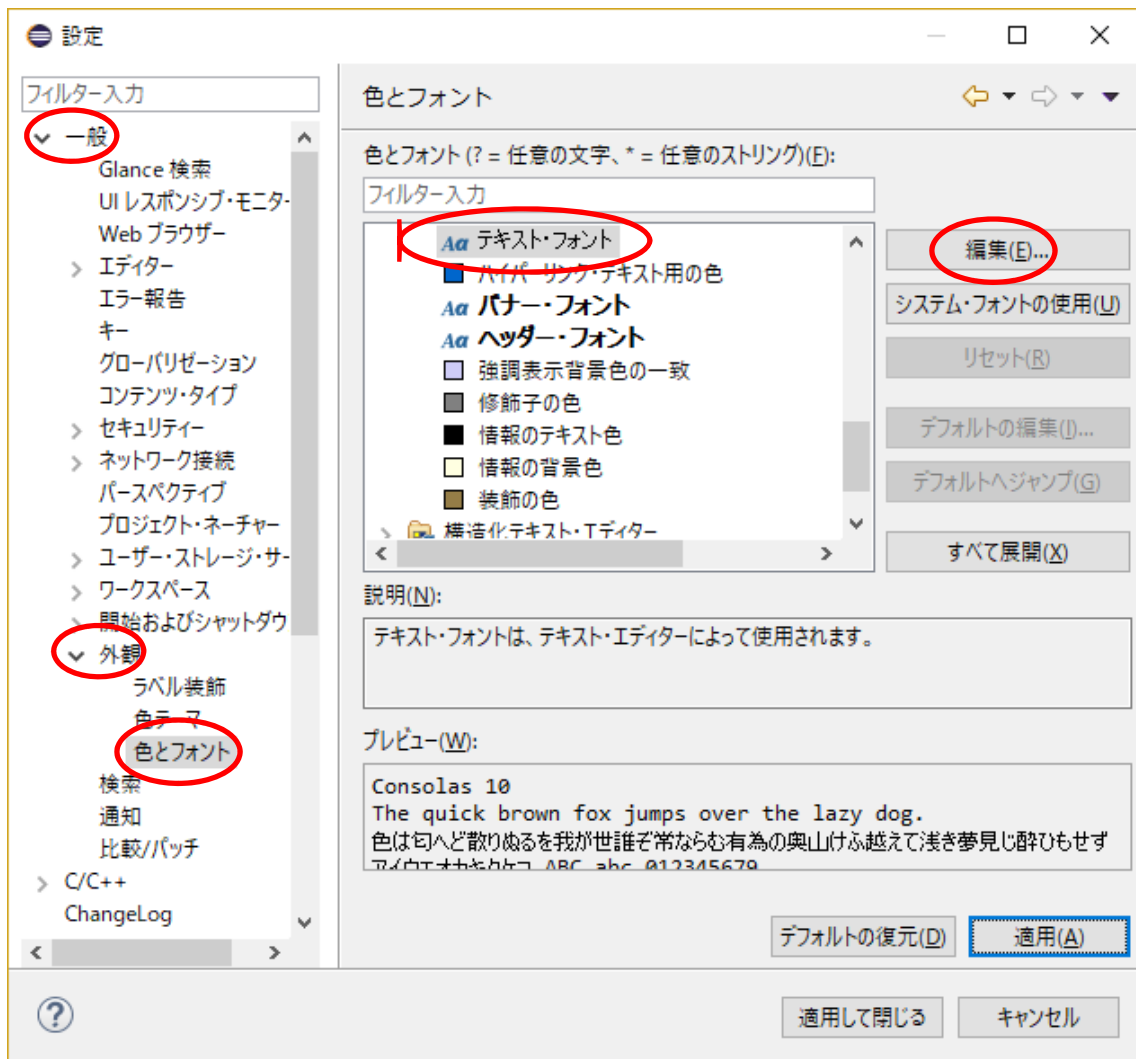 設定
フィルター入力
一般
Glance 検索
UI レスポンシブ・モニター
Web ブラウザー
エディター
エラー報告
キー
グローバリゼーション
コンテンツ・タイプ
セキュリティー
ネットワーク接続
パースペクティブ
プロジェクト・ネーチャー
ユーザー・ストレージ・サー
ワークスペース
開始およびシャットダウ
外観
ラベル装飾
色テーマ
色とフォント
検索
通知
比較/パッチ
C/C++
ChangeLog
色とフォント
色とフォント (? = 任意の文字、* = 任意のストリング)(F):
フィルター入力
Aa テキスト・フォント
ハイパーリンク・テキスト用の色
Aa バナー・フォント
Aa ヘッダー・フォント
強調表示背景色の一致
修飾子の色
情報のテキスト色
情報の背景色
装飾の色
構造化テキスト・エディター
編集(E)...
システム・フォントの使用(U)
リセット(R)
デフォルトの編集(I)...
デフォルトへジャンプ(G)
すべて展開(X)
説明(N):
テキスト・フォントは、テキスト・エディターによって使用されます。
プレビュー(W):
Consolas 10
The quick brown fox jumps over the lazy dog.
色は匂へど散りぬるを我が世誰ぞ常ならむ有為の奥山けふ越えて浅き夢見じ酔ひもせず
アイウエオカキクケコ ABC abc 012345679
デフォルトの復元(D)
適用(A)
適用して閉じる
キャンセル